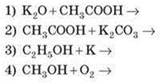 1) K₂O+CH₃COOH→
2) CH₃COOH+K₂CO₃→
3) C₂H₅OH+K→
4) CH₃OH+O₂→